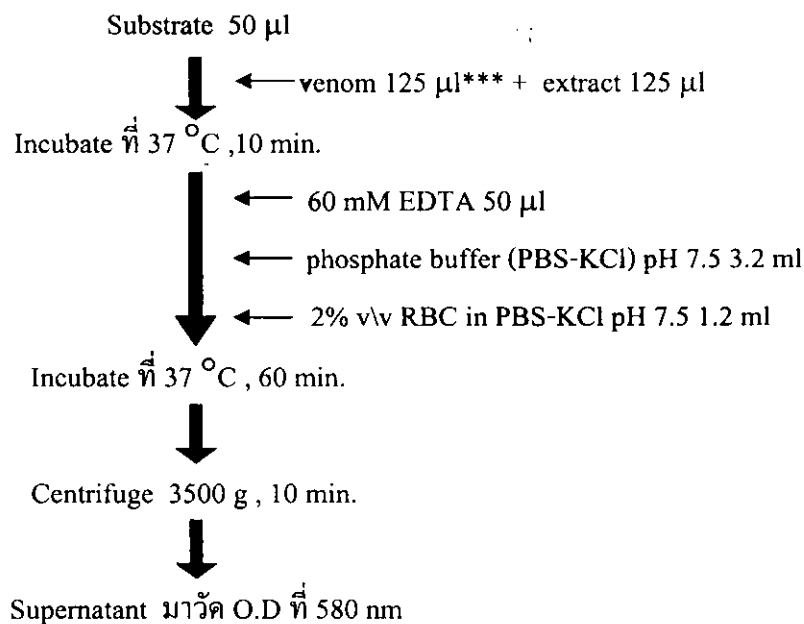 Substrate 50 µl
venom 125 µl*** + extract 125 µl
Incubate ที่ 37 °C ,10 min.
60 mM EDTA 50 µl
phosphate buffer (PBS-KCl) pH 7.5 3.2 ml
2% v\v RBC in PBS-KCl pH 7.5 1.2 ml
Incubate ที่ 37 °C , 60 min.
Centrifuge 3500 g , 10 min.
Supernatant มาวัด O.D ที่ 580 nm